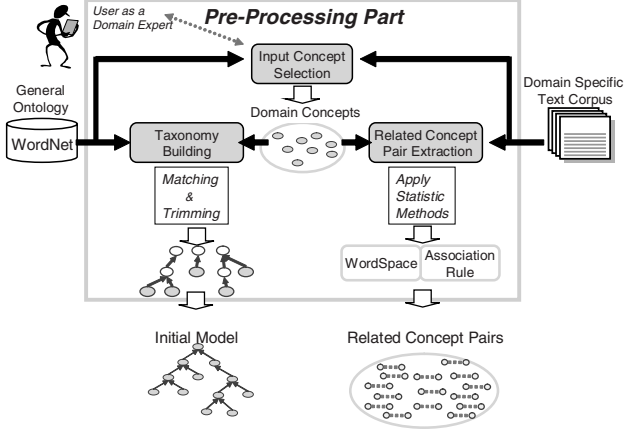 Pre-Processing Part
User as a
Domain Expert
Input Concept
Selection
General
Ontology
WordNet
Domain Specific
Text Corpus
Domain Concepts
Taxonomy
Building
Related Concept
Pair Extraction
Matching
&
Trimming
Apply
Statistic
Methods
WordSpace
Association
Rule
Initial Model
Related Concept Pairs